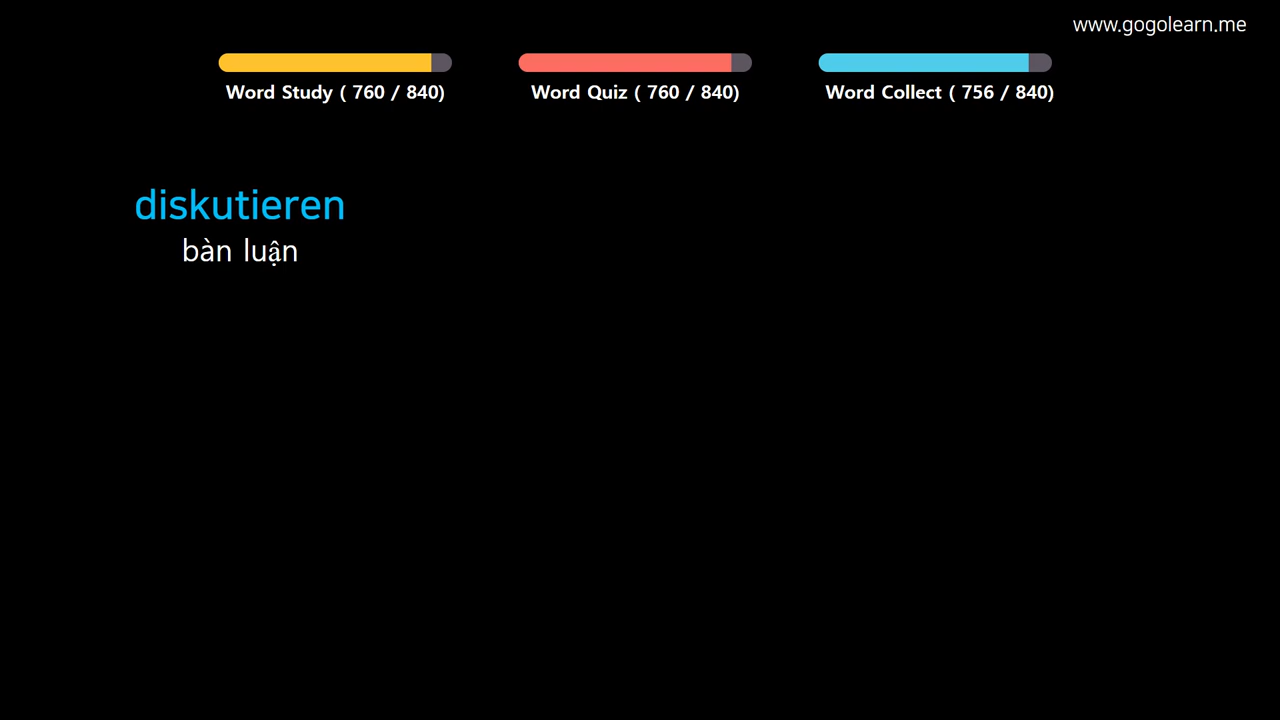 www.gogolearn.me
Word Study ( 760 / 840)
Word Quiz ( 760 / 840)
Word Collect ( 756 / 840)
diskutieren
bàn luận